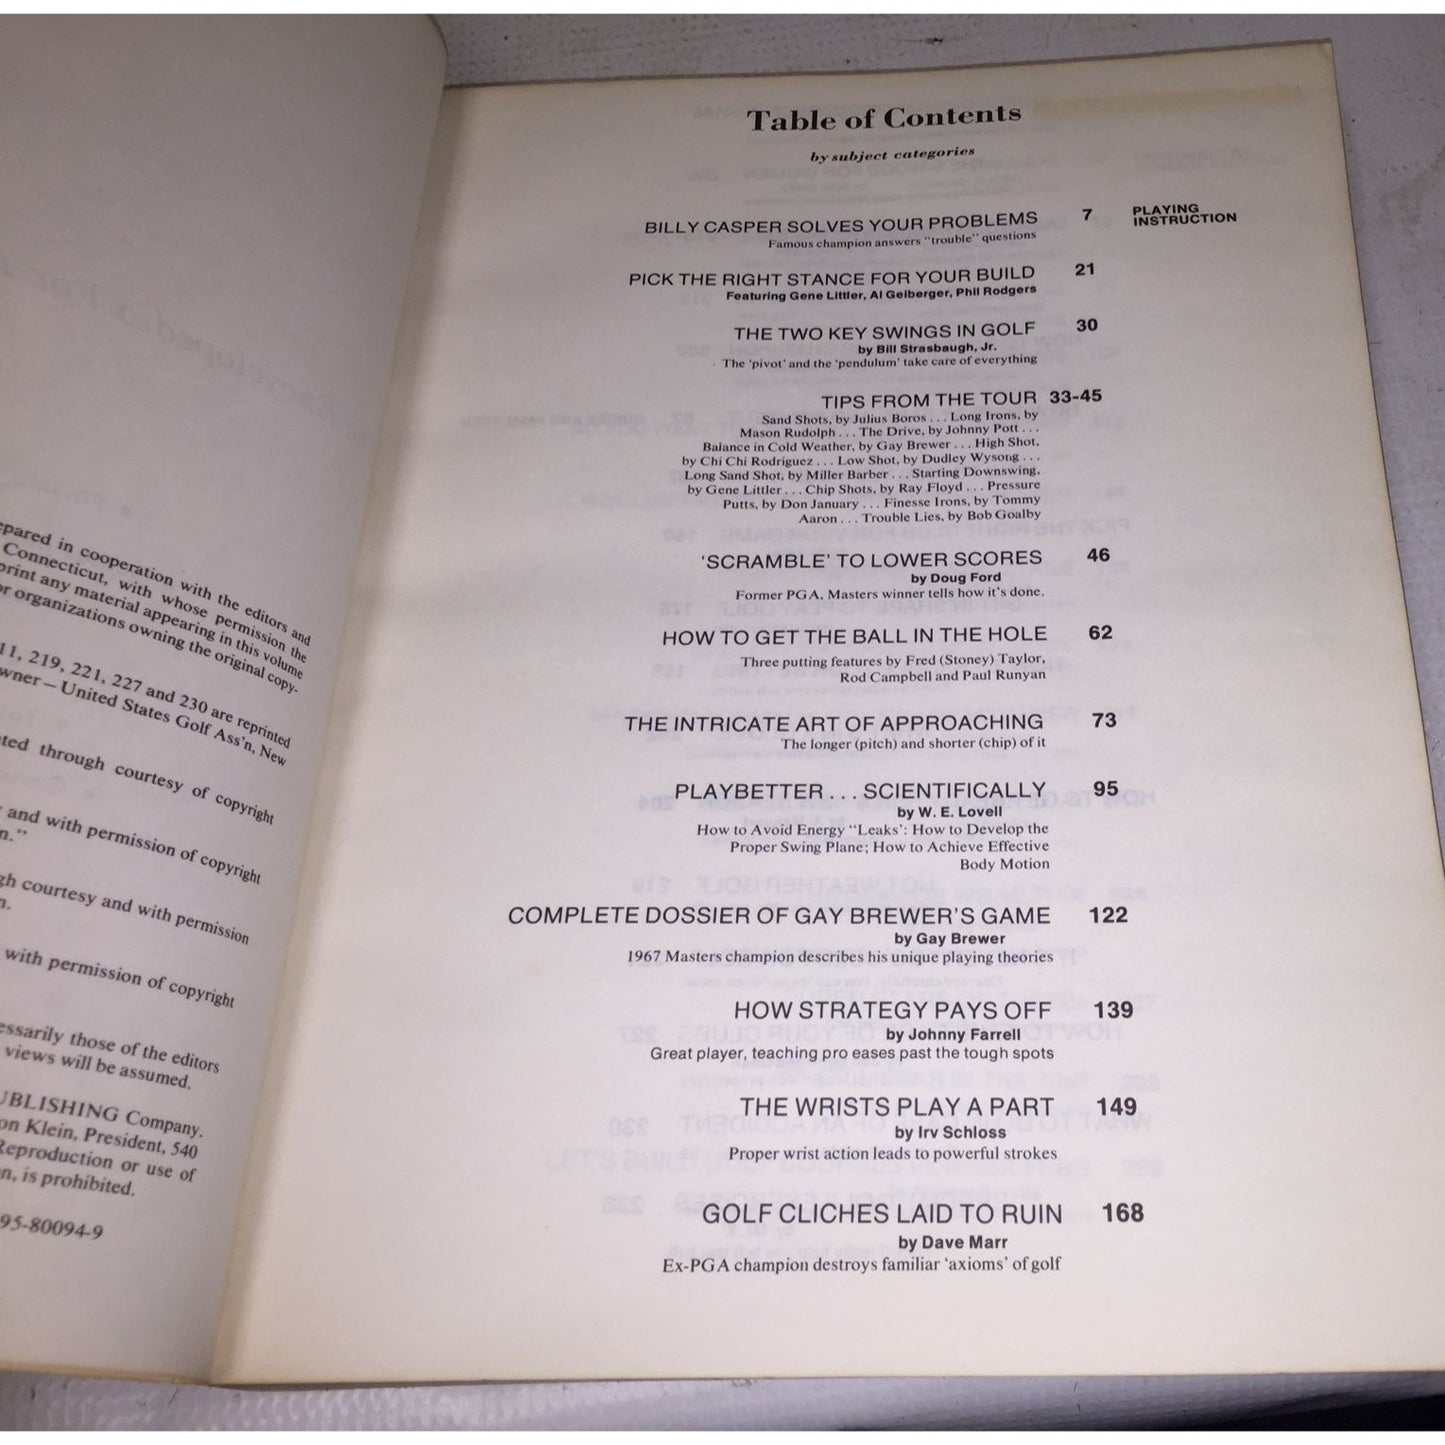 pared in cooperation with the editors and
Connecticut, with whose permission the
print any material appearing in this volume
or organizations owning the original copy-
11, 219, 221, 227 and 230 are reprinted
wner — United States Golf Ass'n, New
ted through courtesy of copyright
and with permission of copyright
n."
gh courtesy and with permission
n.
with permission of copyright
essarily those of the editors
views will be assumed.
UBLISHING Company.
on Klein, President, 540
Reproduction or use of
n, is prohibited.
95-80094-9
Table of Contents
by subject categories
PLAYING
INSTRUCTION
BILLY CASPER SOLVES YOUR PROBLEMS 7
Famous champion answers "trouble" questions
PICK THE RIGHT STANCE FOR YOUR BUILD 21
Featuring Gene Littler, Al Geiberger, Phil Rodgers
THE TWO KEY SWINGS IN GOLF 30
by Bill Strasbaugh, Jr.
The 'pivot' and the 'pendulum' take care of everything
TIPS FROM THE TOUR 33-45
Sand Shots, by Julius Boros . . . Long Irons, by
Mason Rudolph . . . The Drive, by Johnny Pott . . .
Balance in Cold Weather, by Gay Brewer . . . High Shot,
by Chi Chi Rodriguez . . . Low Shot, by Dudley Wysong . . .
Long Sand Shot, by Miller Barber . . . Starting Downswing,
by Gene Littler . . . Chip Shots, by Ray Floyd . . . Pressure
Putts, by Don January . . . Finesse Irons, by Tommy
Aaron . . . Trouble Lies, by Bob Goalby
'SCRAMBLE' TO LOWER SCORES 46
by Doug Ford
Former PGA, Masters winner tells how it's done.
HOW TO GET THE BALL IN THE HOLE 62
Three putting features by Fred (Stoney) Taylor,
Rod Campbell and Paul Runyan
THE INTRICATE ART OF APPROACHING 73
The longer (pitch) and shorter (chip) of it
PLAYBETTER . . . SCIENTIFICALLY 95
by W. E. Lovell
How to Avoid Energy "Leaks': How to Develop the
Proper Swing Plane; How to Achieve Effective
Body Motion
COMPLETE DOSSIER OF GAY BREWER'S GAME 122
by Gay Brewer
1967 Masters champion describes his unique playing theories
HOW STRATEGY PAYS OFF 139
by Johnny Farrell
Great player, teaching pro eases past the tough spots
THE WRISTS PLAY A PART 149
by Irv Schloss
Proper wrist action leads to powerful strokes
GOLF CLICHES LAID TO RUIN 168
by Dave Marr
Ex-PGA champion destroys familiar 'axioms' of golf